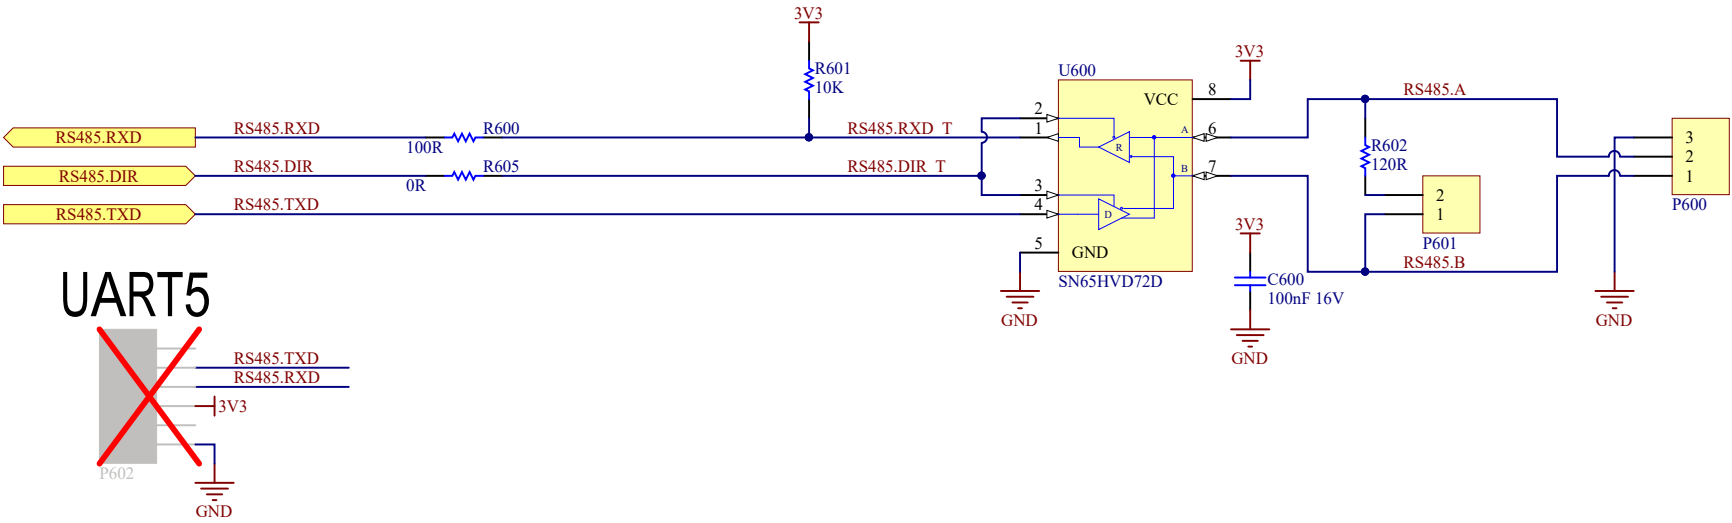 3V3
R601
10K
3V3
U600
RS485.RXD
RS485.RXD
100R
R600
RS485.RXD_T
2
1
VCC
8
A
6
R
RS485.A
R602
120R
3
2
1
P600
RS485.DIR
RS485.DIR
0R
R605
RS485.DIR_T
B
7
3
4
D
RS485.TXD
RS485.TXD
2
1
P601
5
GND
SN65HVD72D
GND
3V3
C600
100nF 16V
GND
RS485.B
GND
UART5
RS485.TXD
RS485.RXD
3V3
P602
GND